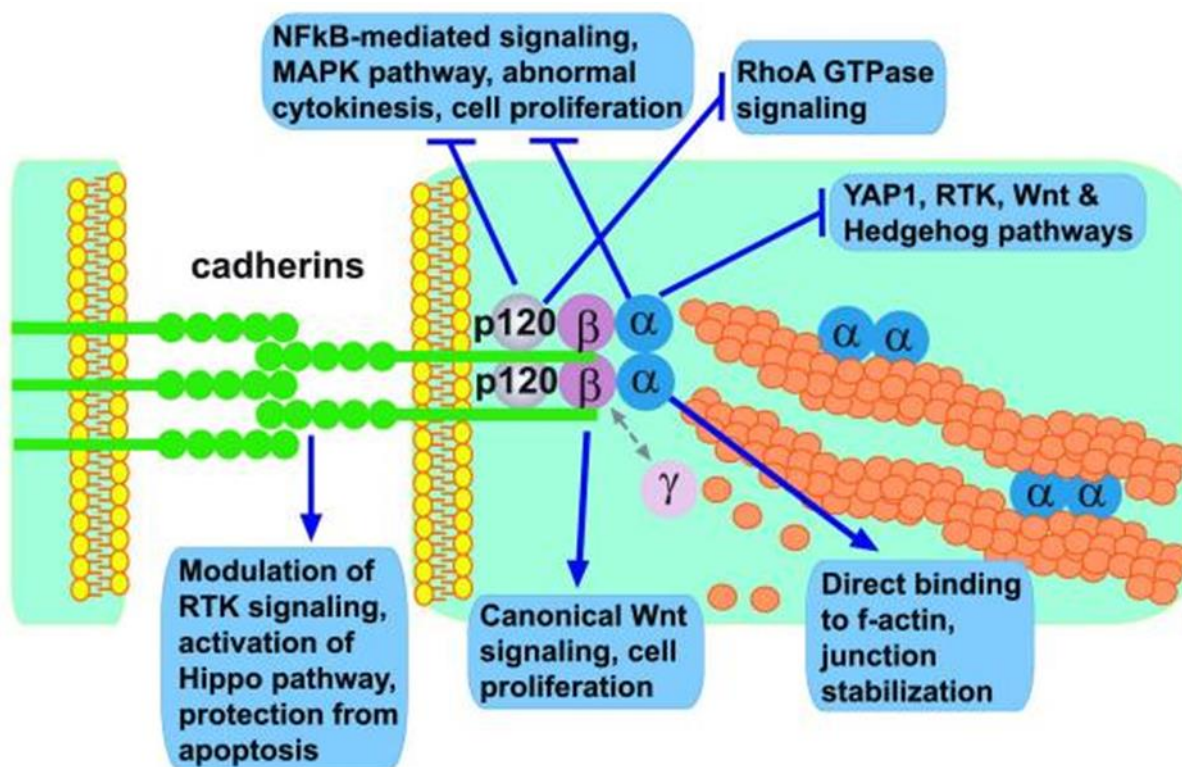 NFkB-mediated signaling,
MAPK pathway, abnormal
cytokinesis, cell proliferation
RhoA GTPase
signaling
YAP1, RTK, Wnt &
Hedgehog pathways
cadherins
p120 β α
α α
p120 β α
γ
α α
Modulation of
RTK signaling,
activation of
Hippo pathway,
protection from
apoptosis
Canonical Wnt
signaling, cell
proliferation
Direct binding
to f-actin,
junction
stabilization